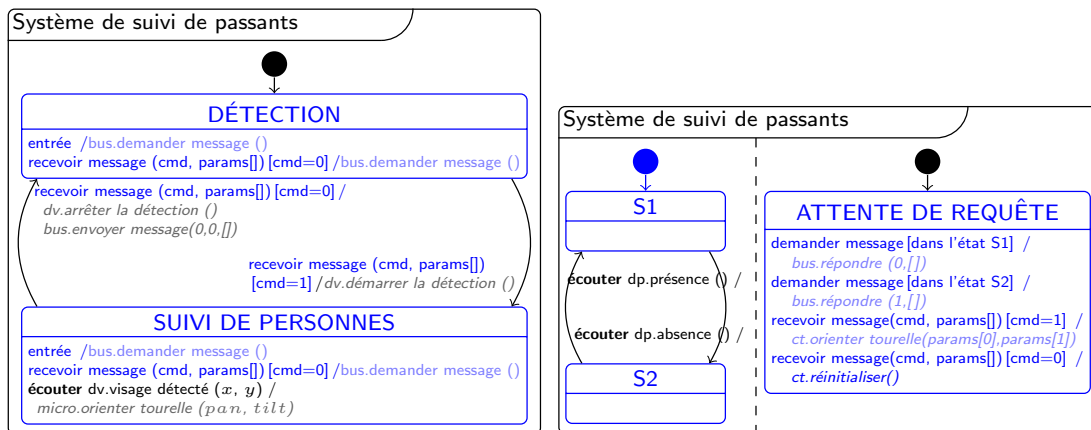 Système de suivi de passants
DÉTECTION
entrée /bus.demander message ()
recevoir message (cmd, params[]) [cmd=0] /bus.demander message ()
recevoir message (cmd, params[]) [cmd=0] /
dv.arrêter la détection ()
bus.envoyer message(0,0,[])
recevoir message (cmd, params[])
[cmd=1] /dv.démarrer la détection ()
SUIVI DE PERSONNES
entrée /bus.demander message ()
recevoir message (cmd, params[]) [cmd=0] /bus.demander message ()
écouter dv.visage détecté (x, y) /
micro.orienter tourelle (pan, tilt)
Système de suivi de passants
S1
écouter dp.présence () /
écouter dp.absence () /
S2
ATTENTE DE REQUÊTE
demander message [dans l'état S1] /
bus.répondre (0,[])
demander message [dans l'état S2] /
bus.répondre (1,[])
recevoir message(cmd, params[]) [cmd=1] /
ct.orienter tourelle(params[0],params[1])
recevoir message(cmd, params[]) [cmd=0] /
ct.réinitialiser()